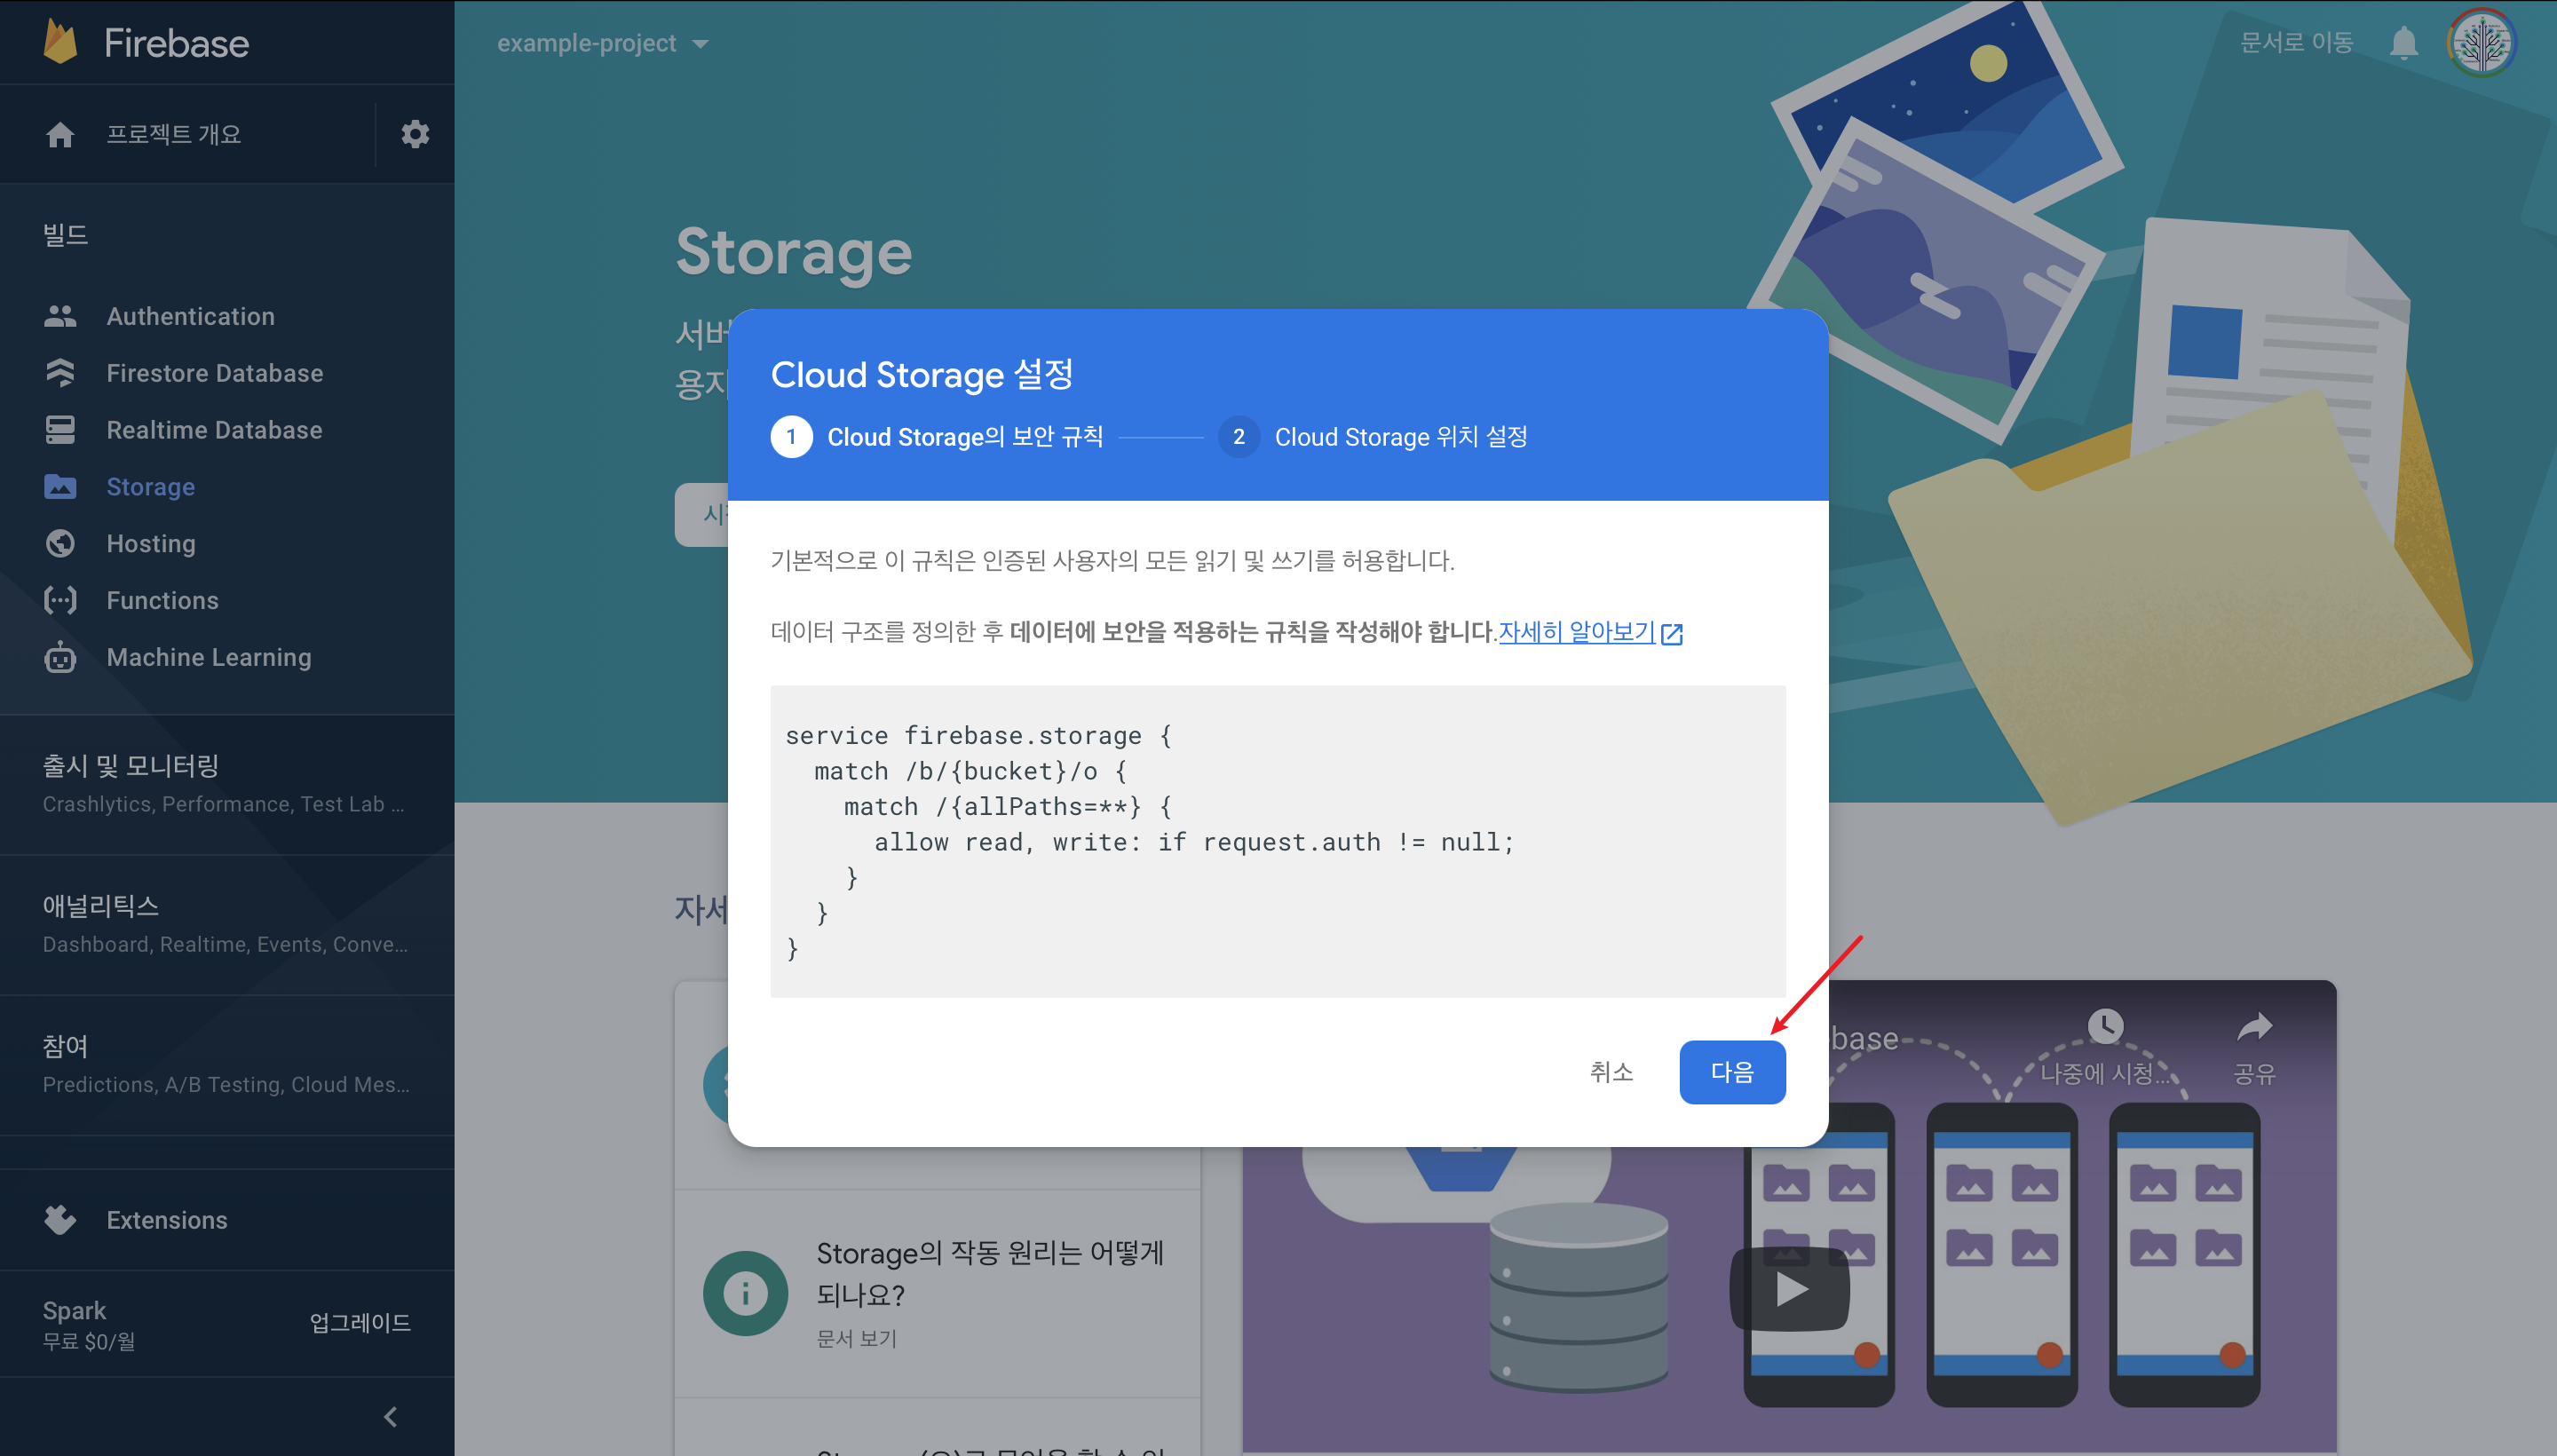 Firebase
프로젝트 개요
빌드
Authentication
Firestore Database
Realtime Database
Storage
Hosting
Functions
Machine Learning
출시 및 모니터링
Crashlytics, Performance, Test Lab ...
애널리틱스
Dashboard, Realtime, Events, Conve...
참여
Predictions, A/B Testing, Cloud Mes...
Extensions
Spark
무료 $0/월
업그레이드
example-project
문서로 이동
Storage
Cloud Storage 설정
1 Cloud Storage의 보안 규칙
2 Cloud Storage 위치 설정
기본적으로 이 규칙은 인증된 사용자의 모든 읽기 및 쓰기를 허용합니다.
데이터 구조를 정의한 후 데이터에 보안을 적용하는 규칙을 작성해야 합니다.자세히 알아보기
service firebase.storage {
  match /b/{bucket}/o {
    match /{allPaths=**} {
      allow read, write: if request.auth != null;
    }
  }
}
취소
다음
나중에 시청...
공유
Storage의 작동 원리는 어떻게
되나요?
문서 보기